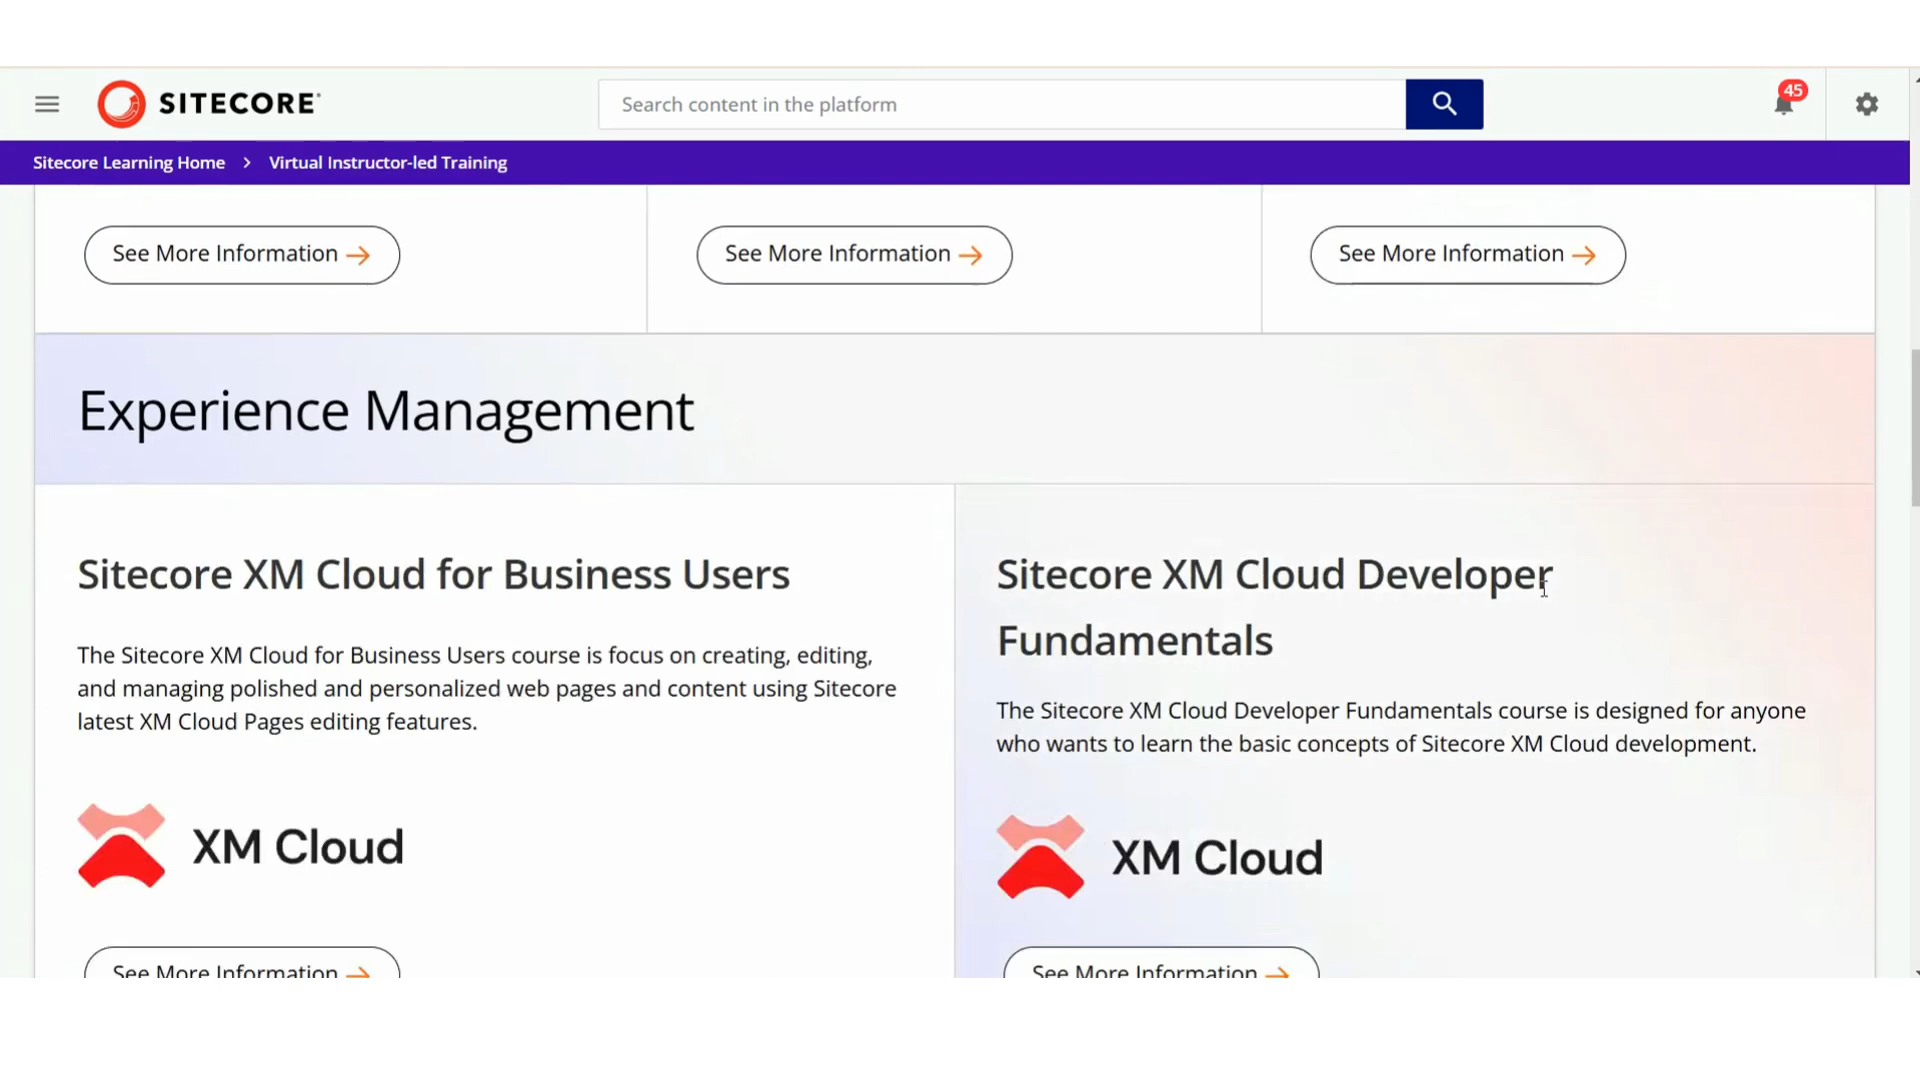 SITECORE
Search content in the platform
45
Sitecore Learning Home > Virtual Instructor-led Training
See More Information →
See More Information →
See More Information →
Experience Management
Sitecore XM Cloud for Business Users
The Sitecore XM Cloud for Business Users course is focus on creating, editing,
and managing polished and personalized web pages and content using Sitecore
latest XM Cloud Pages editing features.
XM Cloud
See More Information →
Sitecore XM Cloud Developer
Fundamentals
The Sitecore XM Cloud Developer Fundamentals course is designed for anyone
who wants to learn the basic concepts of Sitecore XM Cloud development.
XM Cloud
See More Information →